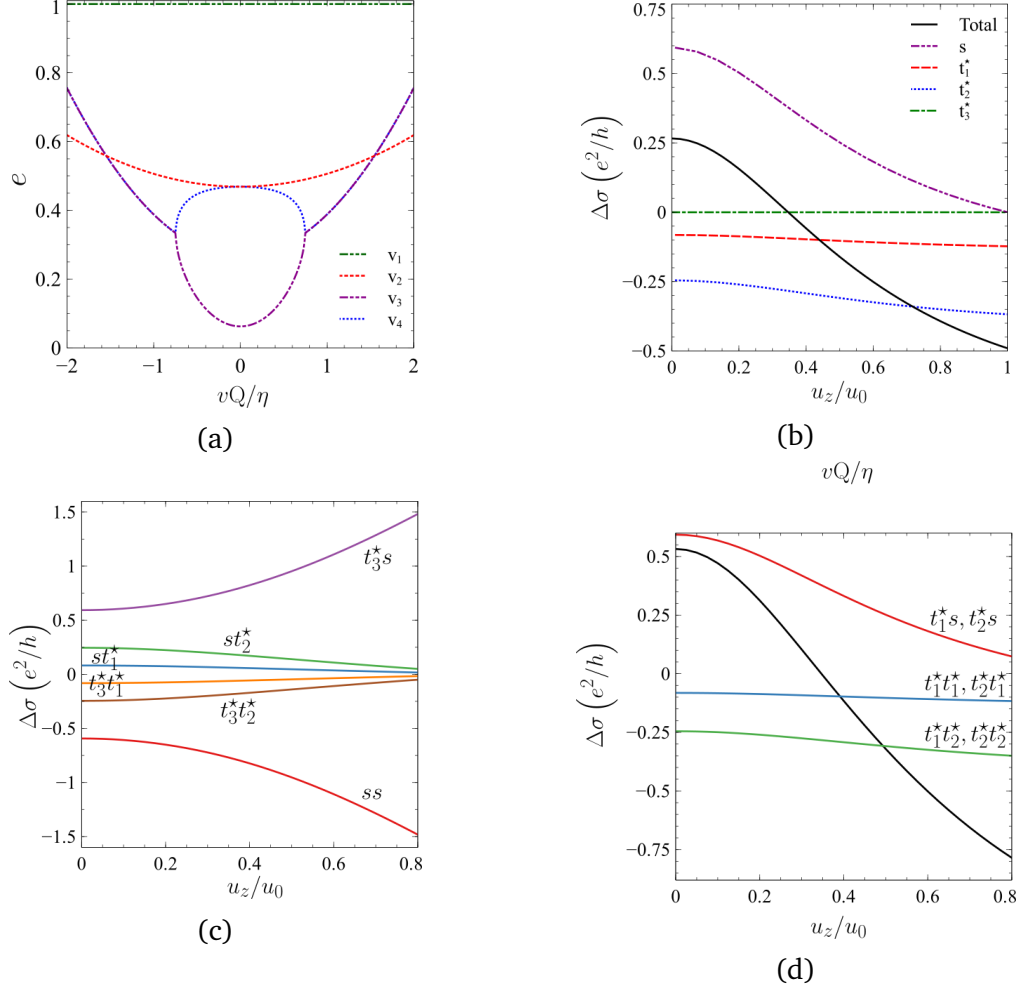 1
0.8
0.6
0.4
0.2
0
e
v₁
v₂
v₃
v₄
−2
−1
0
1
2
vQ/η
(a)
0.75
0.5
0.25
0
−0.25
−0.5
Δσ (e²/h)
Total
s
t₁*
t₂*
t₃*
0
0.2
0.4
0.6
0.8
1
u_z/u₀
(b)
vQ/η
1.5
1
0.5
0
−0.5
−1
−1.5
Δσ (e²/h)
t₃*s
st₂*
st₁*
t₃*t₁*
t₃*t₂*
ss
0
0.2
0.4
0.6
0.8
u_z/u₀
(c)
0.5
0.25
0
−0.25
−0.5
−0.75
Δσ (e²/h)
t₁*s, t₂*s
t₁*t₁*, t₂*t₁*
t₁*t₂*, t₂*t₂*
0
0.2
0.4
0.6
0.8
u_z/u₀
(d)